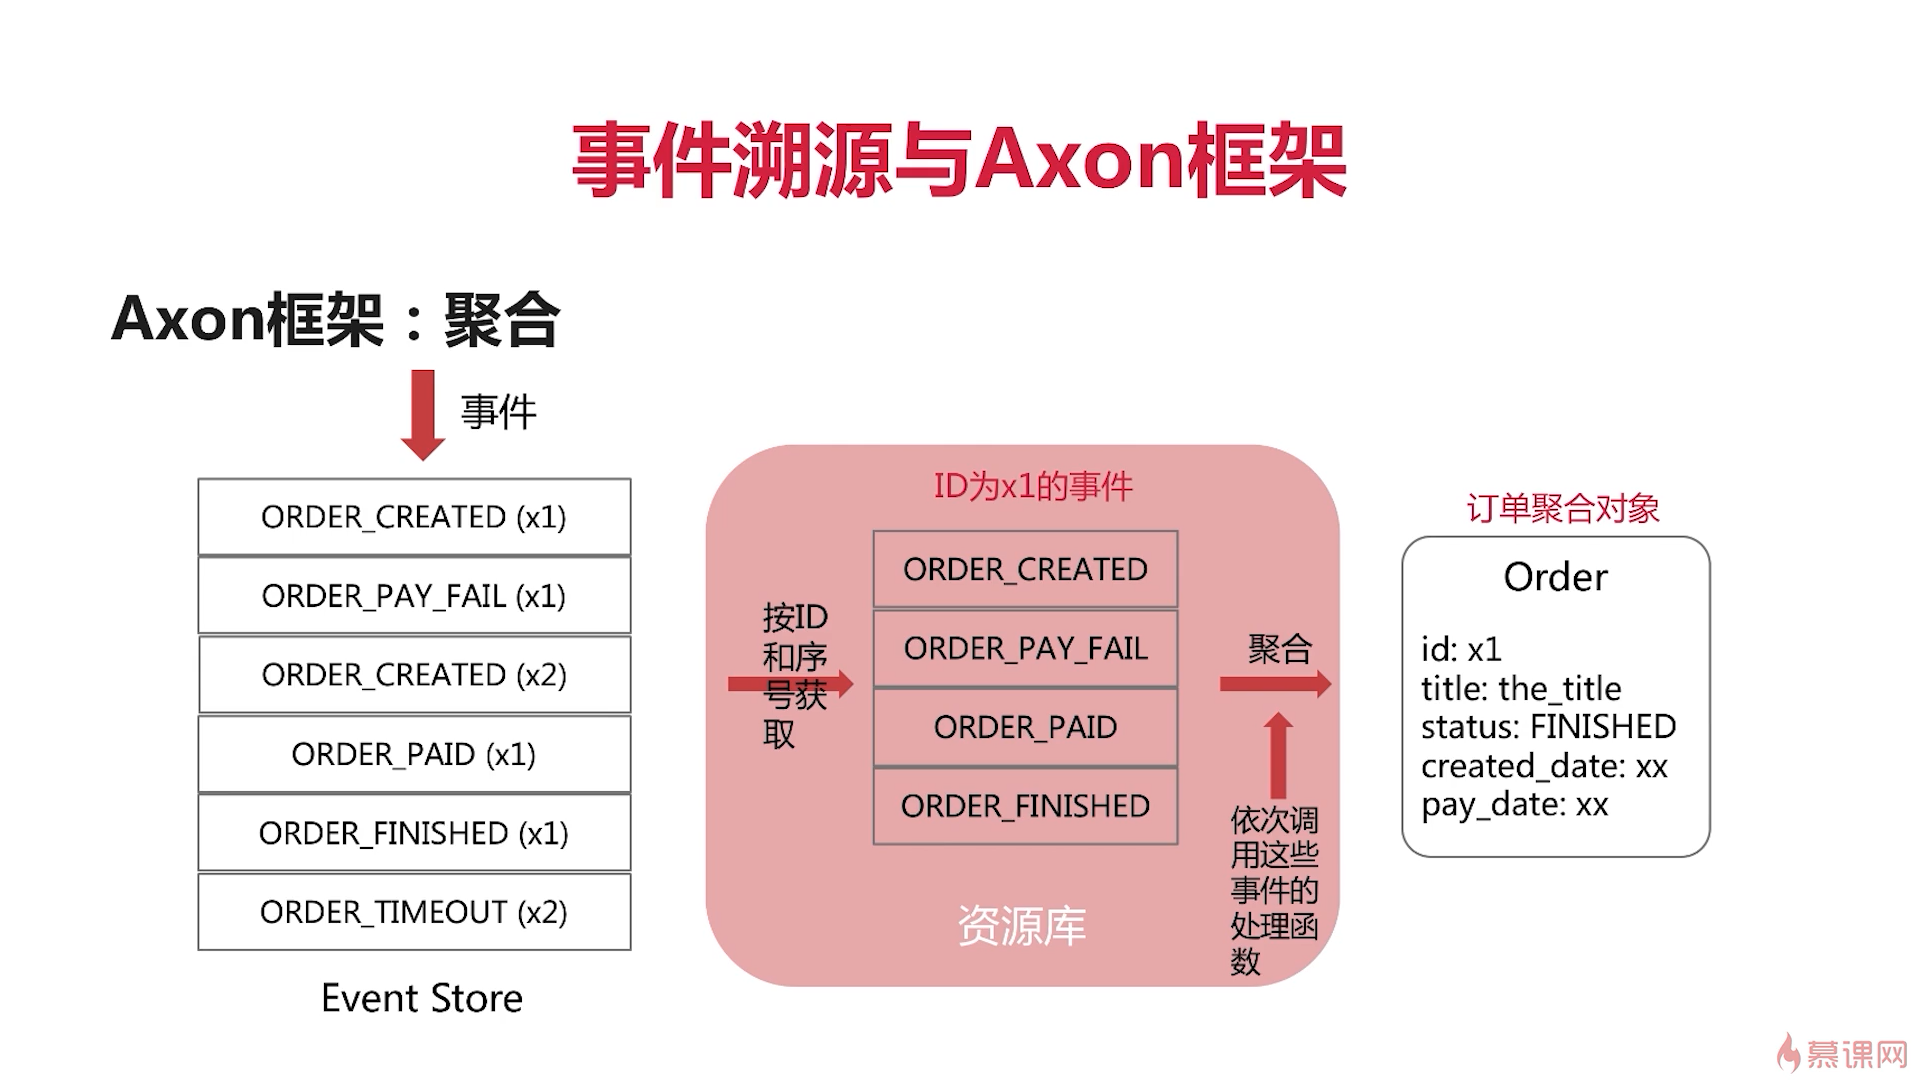 事件溯源与Axon框架
Axon框架：聚合
事件
ORDER_CREATED (x1)
ORDER_PAY_FAIL (x1)
ORDER_CREATED (x2)
ORDER_PAID (x1)
ORDER_FINISHED (x1)
ORDER_TIMEOUT (x2)
Event Store
ID为x1的事件
按ID
和序
号获
取
ORDER_CREATED
ORDER_PAY_FAIL
ORDER_PAID
ORDER_FINISHED
资源库
聚合
依次调
用这些
事件的
处理函
数
订单聚合对象
Order
id: x1
title: the_title
status: FINISHED
created_date: xx
pay_date: xx
慕课网